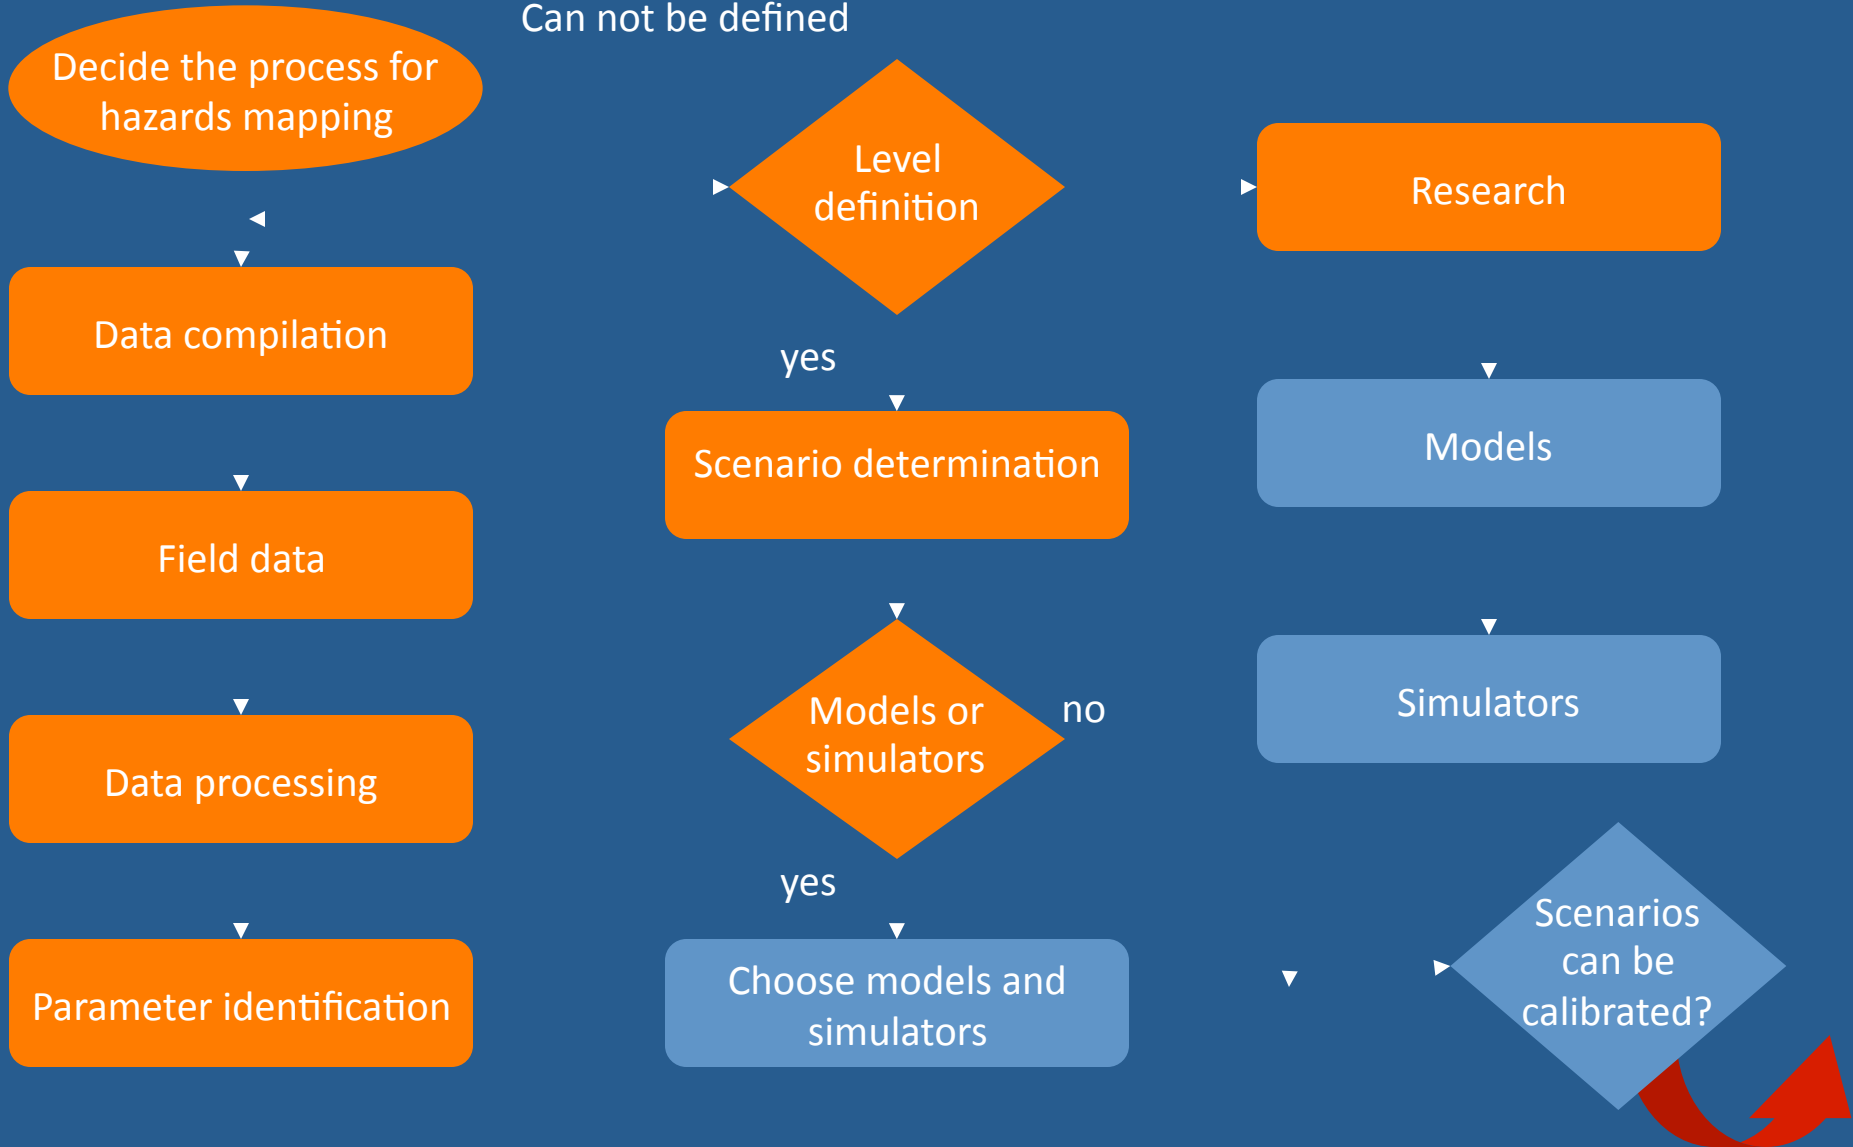 Can not be defined
Decide the process for
hazards mapping
Data compilation
Field data
Data processing
Parameter identification
Level
definition
yes
Scenario determination
Models or
simulators
no
yes
Choose models and
simulators
Research
Models
Simulators
Scenarios
can be
calibrated?